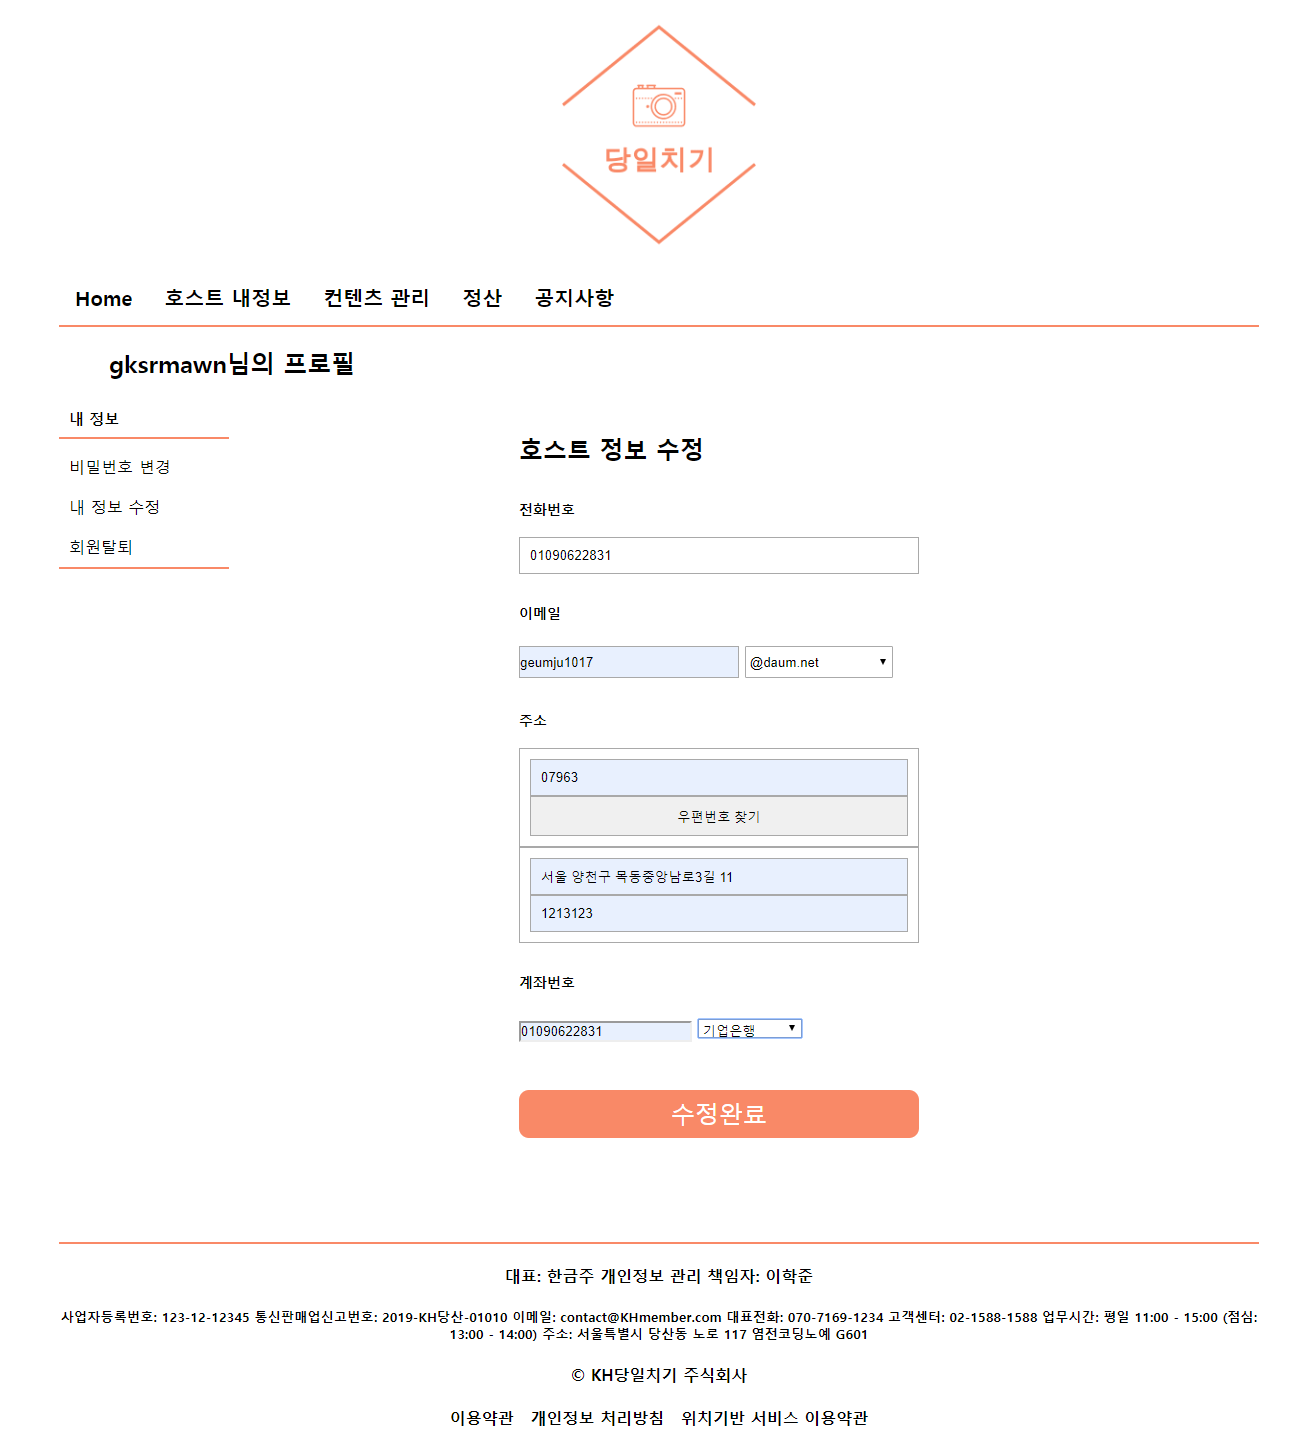 당일치기
Home 호스트 내정보 컨텐츠 관리 정산 공지사항
gksrmawn님의 프로필
내 정보
비밀번호 변경
내 정보 수정
회원탈퇴
호스트 정보 수정
전화번호
01090622831
이메일
geumju1017 @daum.net
주소
07963
우편번호 찾기
서울 양천구 목동중앙남로3길 11
1213123
계좌번호
01090622831 기업은행
수정완료
대표: 한금주 개인정보 관리 책임자: 이학준
사업자등록번호: 123-12-12345 통신판매업신고번호: 2019-KH당산-01010 이메일: contact@KHmember.com 대표전화: 070-7169-1234 고객센터: 02-1588-1588 업무시간: 평일 11:00 - 15:00 (점심:
13:00 - 14:00) 주소: 서울특별시 당산동 노로 117 염전코딩노예 G601
© KH당일치기 주식회사
이용약관 개인정보 처리방침 위치기반 서비스 이용약관